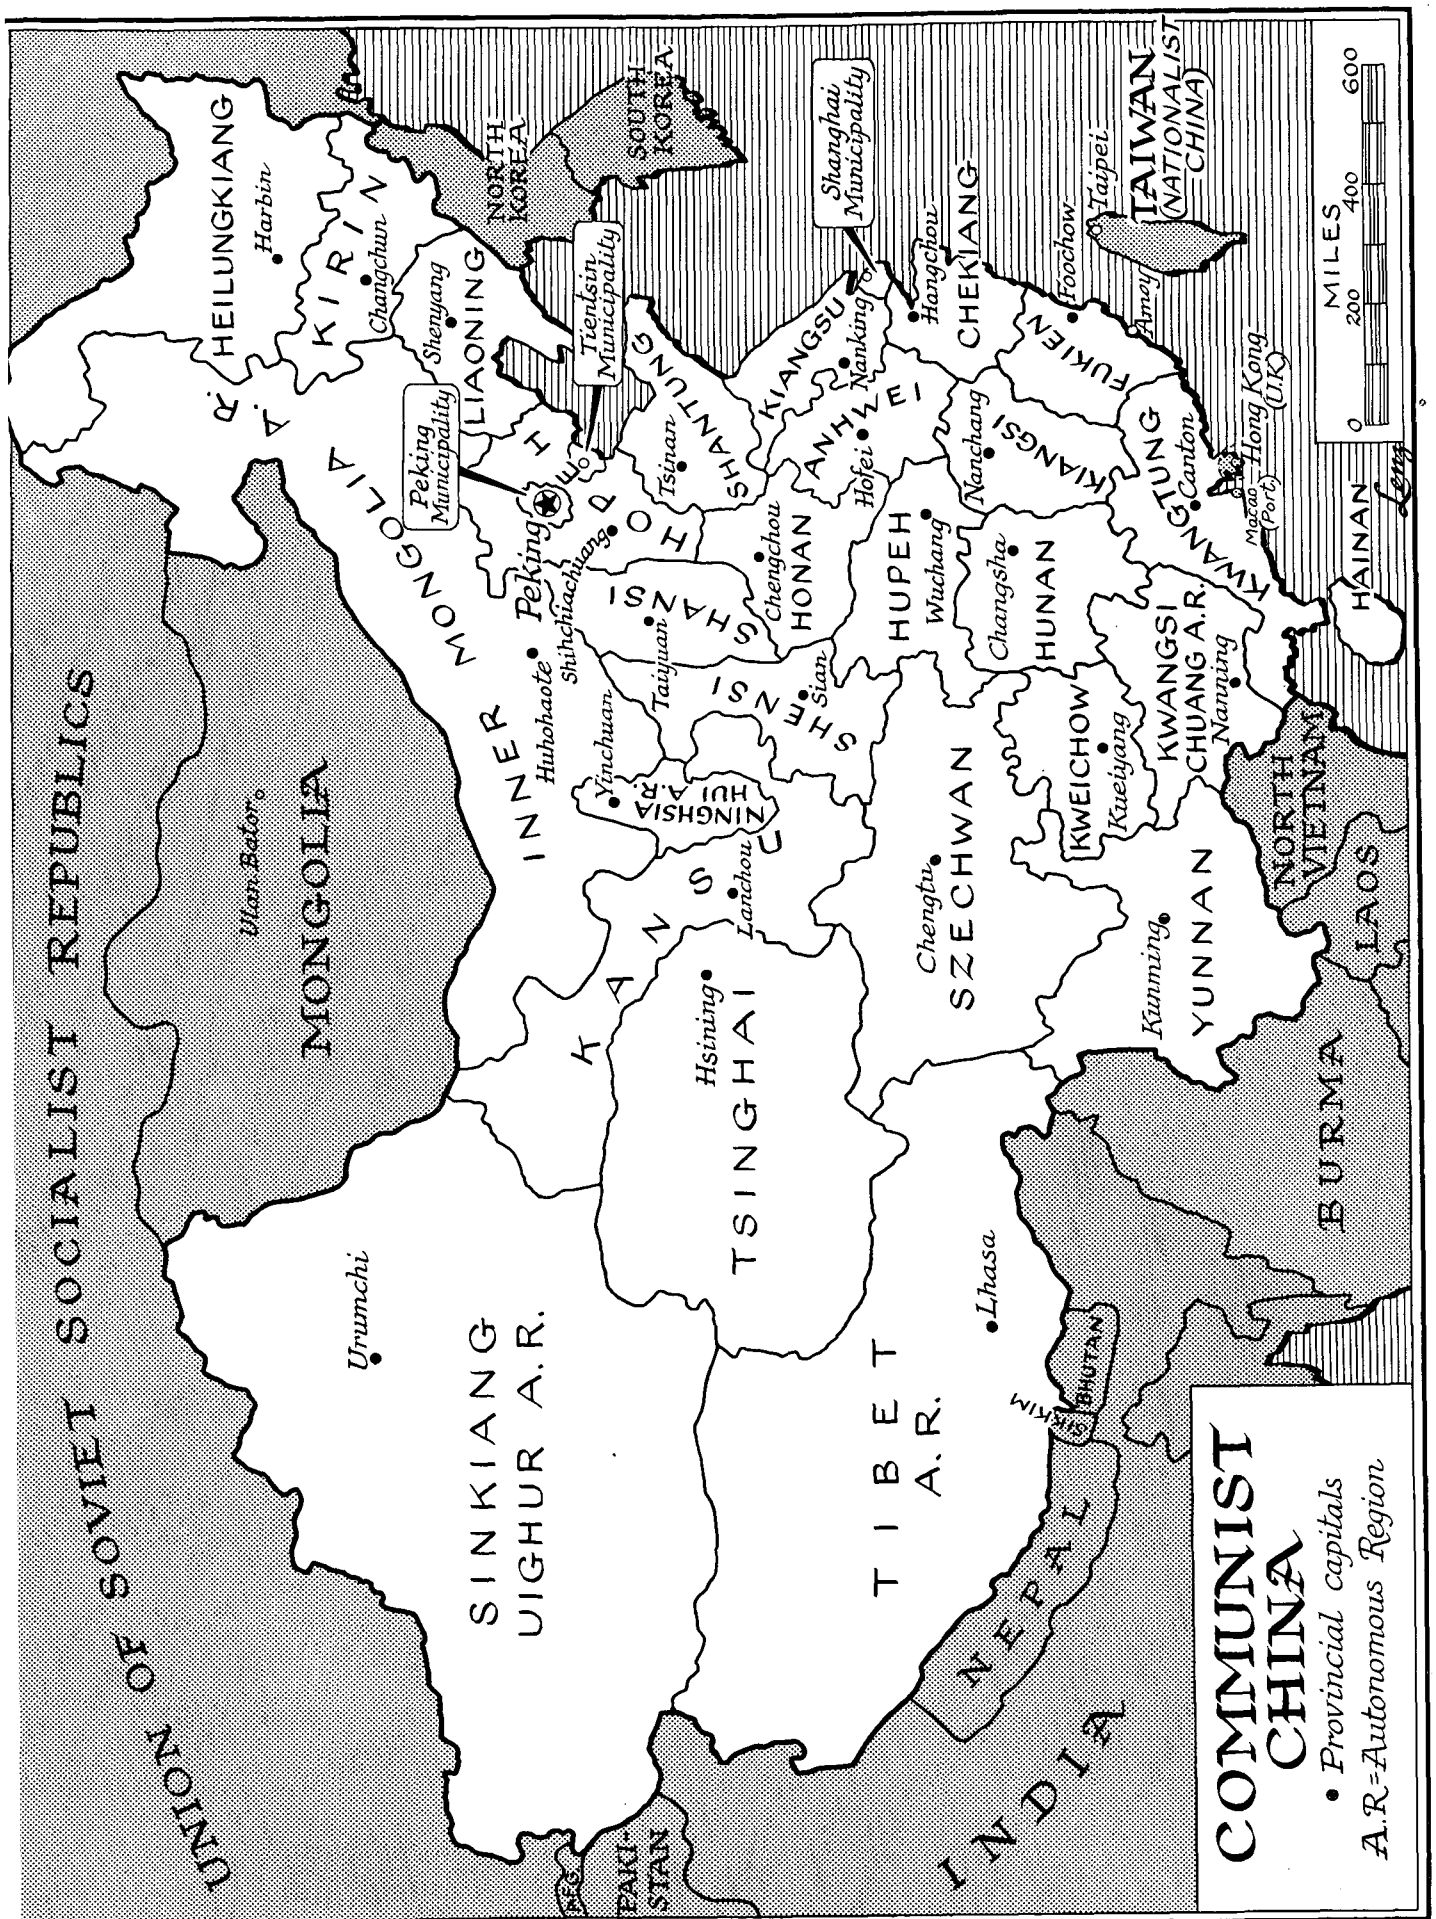 UNION OF SOVIET SOCIALIST REPUBLICS
MONGOLIA
Ulan Bator
HEILUNGKIANG
Harbin
KIRIN
Changchun
Shenyang
LIAONING
NORTH
KOREA
SOUTH
KOREA
INNER MONGOLIA A. R.
Huhohaote
Peking
Municipality
Peking
Tientsin
Municipality
HOPEH
Shihchiachuang
SHANSI
Taiyuan
SHANTUNG
Tsinan
SHENSI
Sian
NINGHSIA
HUI A.R.
Yinchuan
KANSU
Lanchou
SINKIANG
UIGHUR A.R.
Urumchi
TSINGHAI
Hsining
TIBET
A.R.
Lhasa
SZECHWAN
Chengtu
HONAN
Chengchou
HUPEH
Wuchang
ANHWEI
Hofei
KIANGSU
Nanking
Shanghai
Municipality
CHEKIANG
Hangchou
KIANGSI
Nanchang
HUNAN
Changsha
FUKIEN
Foochow
Amoy
TAIWAN
(NATIONALIST
CHINA)
Taipei
KWEICHOW
Kueiyang
YUNNAN
Kunming
KWANGSI
CHUANG A.R.
Nanning
KWANGTUNG
Canton
Hong Kong
(U.K.)
Macao
(Port.)
HAINAN
NORTH
VIETNAM
LAOS
BURMA
BHUTAN
SIKKIM
SIKKIM
NEPAL
INDIA
PAKI-
STAN
AFG.
COMMUNIST
CHINA
• Provincial capitals
A.R.=Autonomous Region
MILES
0 200 400 600
Lenz